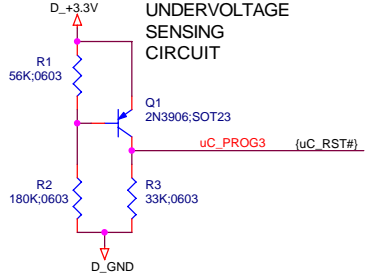 D_+3.3V
UNDERVOLTAGE
SENSING
CIRCUIT
R1
56K;0603
Q1
2N3906;SOT23
uC_PROG3
{uC_RST#}
R2
180K;0603
R3
33K;0603
D_GND